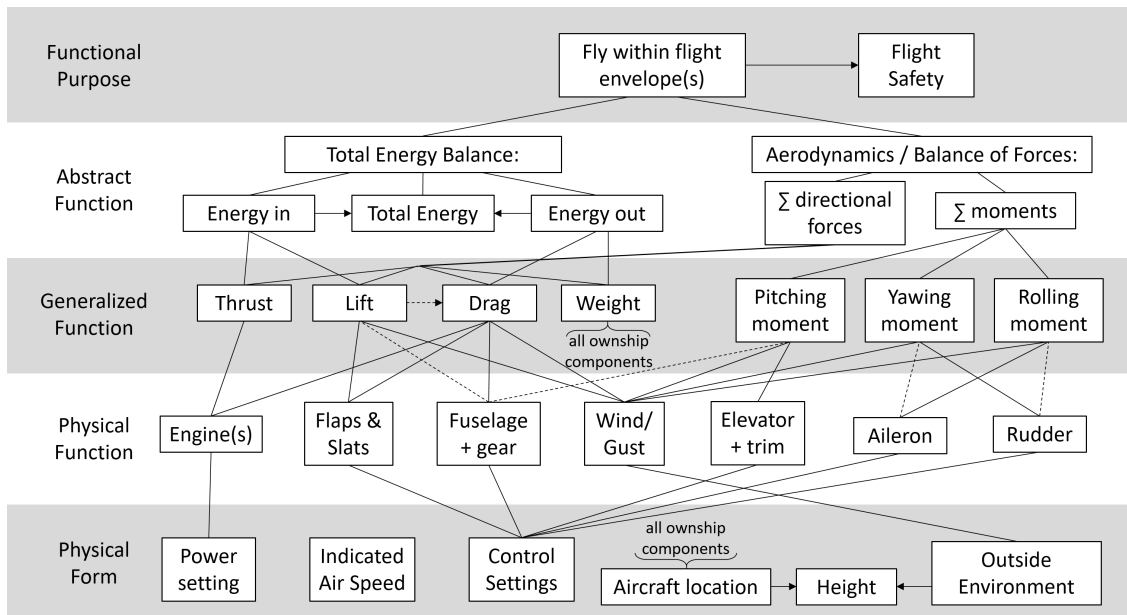 Functional
Purpose
Fly within flight
envelope(s)
Flight
Safety
Abstract
Function
Total Energy Balance:
Aerodynamics / Balance of Forces:
Energy in
Total Energy
Energy out
∑ directional
forces
∑ moments
Generalized
Function
Thrust
Lift
Drag
Weight
all ownship
components
Pitching
moment
Yawing
moment
Rolling
moment
Physical
Function
Engine(s)
Flaps &
Slats
Fuselage
+ gear
Wind/
Gust
Elevator
+ trim
Aileron
Rudder
Physical
Form
Power
setting
Indicated
Air Speed
Control
Settings
all ownship
components
Aircraft location
Height
Outside
Environment